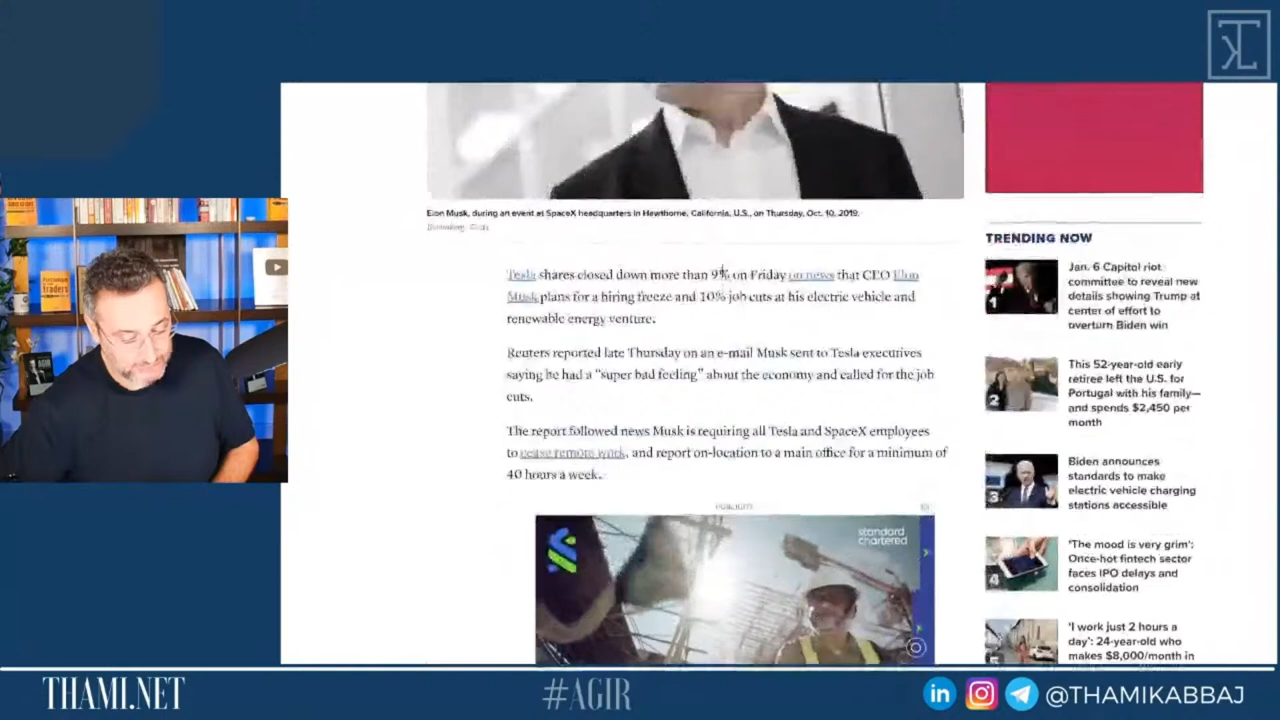 Elon Musk, during an event at SpaceX headquarters in Hawthorne, California, U.S., on Thursday, Oct. 10, 2019.
Tesla shares closed down more than 9% on Friday on news that CEO Elon
Musk plans for a hiring freeze and 10% job cuts at his electric vehicle and
renewable energy venture.
Reuters reported late Thursday on an e-mail Musk sent to Tesla executives
saying he had a "super bad feeling" about the economy and called for the job
cuts.
The report followed news Musk is requiring all Tesla and SpaceX employees
to cease remote work, and report on-location to a main office for a minimum of
40 hours a week.
standard
chartered
TRENDING NOW
1
Jan. 6 Capitol riot
committee to reveal new
details showing Trump at
center of effort to
overturn Biden win
2
This 52-year-old early
retiree left the U.S. for
Portugal with his family—
and spends $2,450 per
month
3
Biden announces
standards to make
electric vehicle charging
stations accessible
4
'The mood is very grim':
Once-hot fintech sector
faces IPO delays and
consolidation
'I work just 2 hours a
day': 24-year-old who
makes $8,000/month in
THAMI.NET
#AGIR
@THAMIKABBAJ